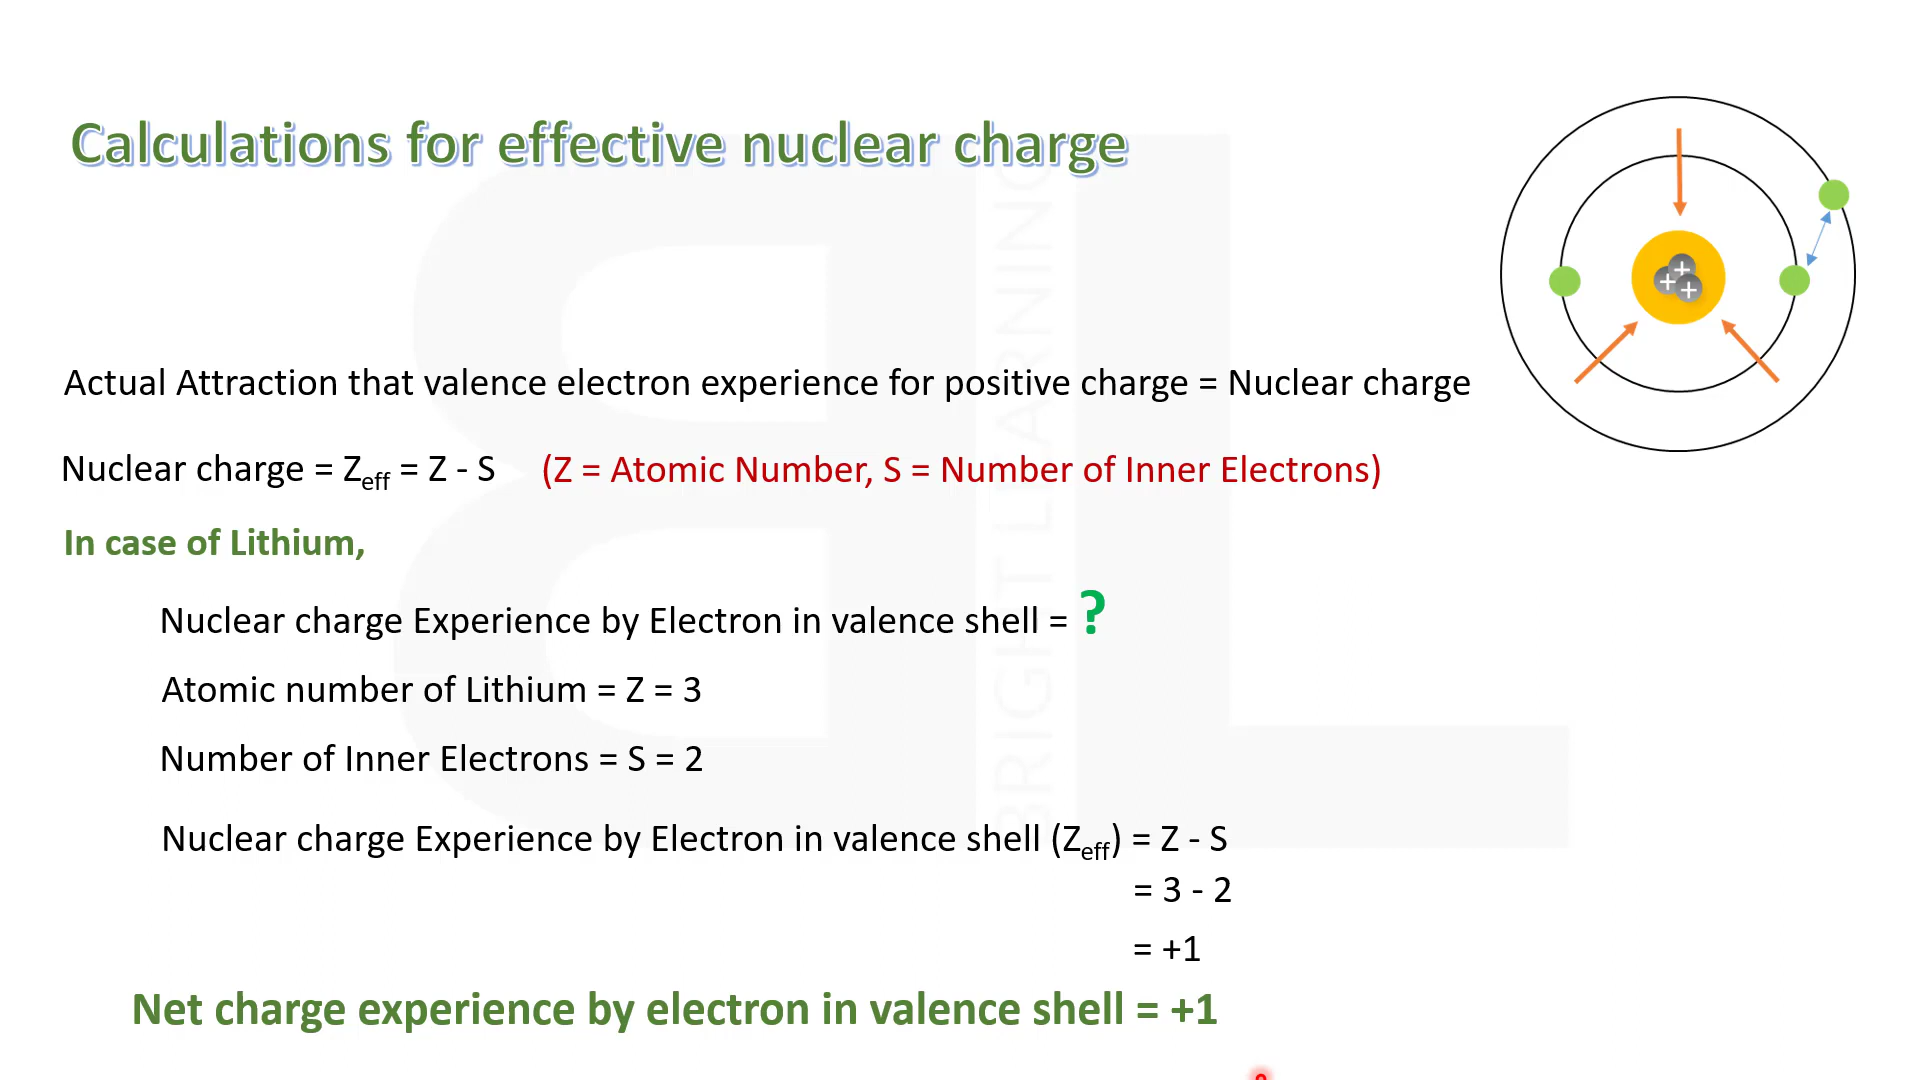 Calculations for effective nuclear charge
Actual Attraction that valence electron experience for positive charge = Nuclear charge
Nuclear charge = Zeff = Z - S (Z = Atomic Number, S = Number of Inner Electrons)
In case of Lithium,
Nuclear charge Experience by Electron in valence shell = ?
Atomic number of Lithium = Z = 3
Number of Inner Electrons = S = 2
Nuclear charge Experience by Electron in valence shell (Zeff) = Z - S
= 3 - 2
= +1
Net charge experience by electron in valence shell = +1
+
+
+
BRIGHT LEARNING
BL